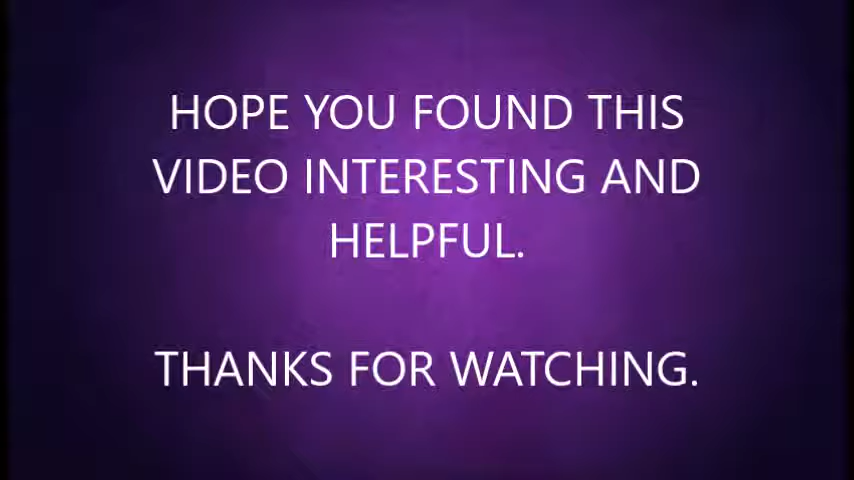 HOPE YOU FOUND THIS
VIDEO INTERESTING AND
HELPFUL.
THANKS FOR WATCHING.